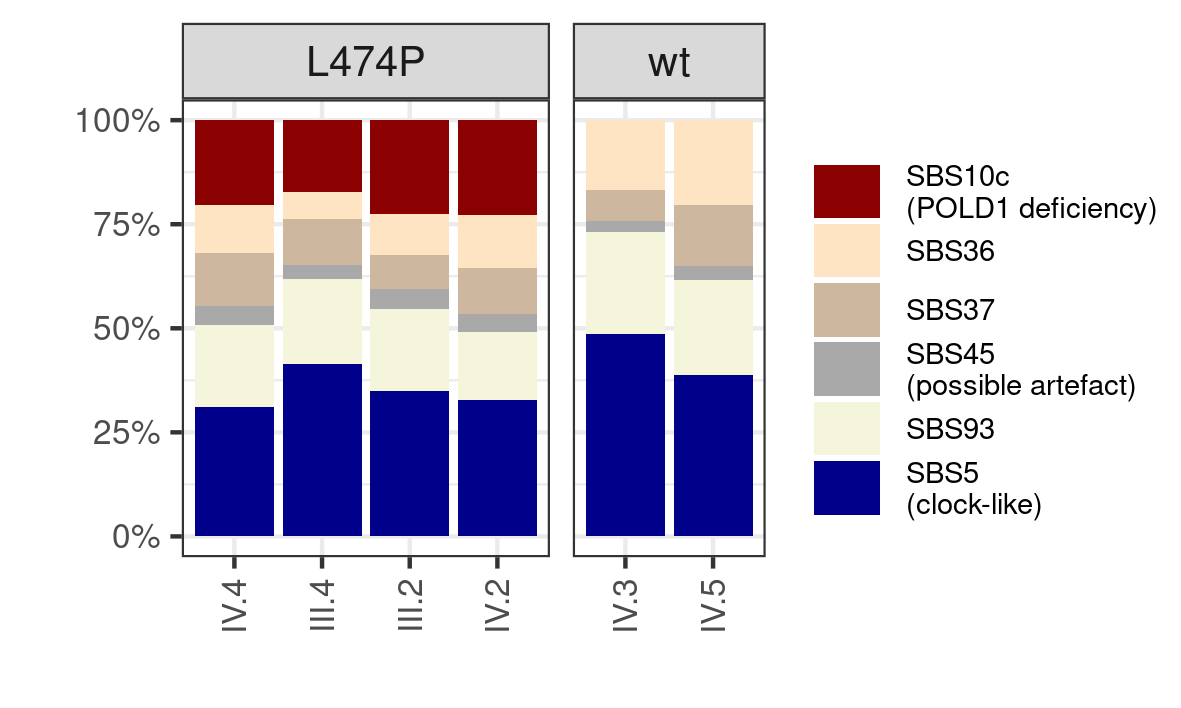 L474P
wt
100%
75%
50%
25%
0%
IV.4
III.4
III.2
IV.2
IV.3
IV.5
SBS10c
(POLD1 deficiency)
SBS36
SBS37
SBS45
(possible artefact)
SBS93
SBS5
(clock-like)